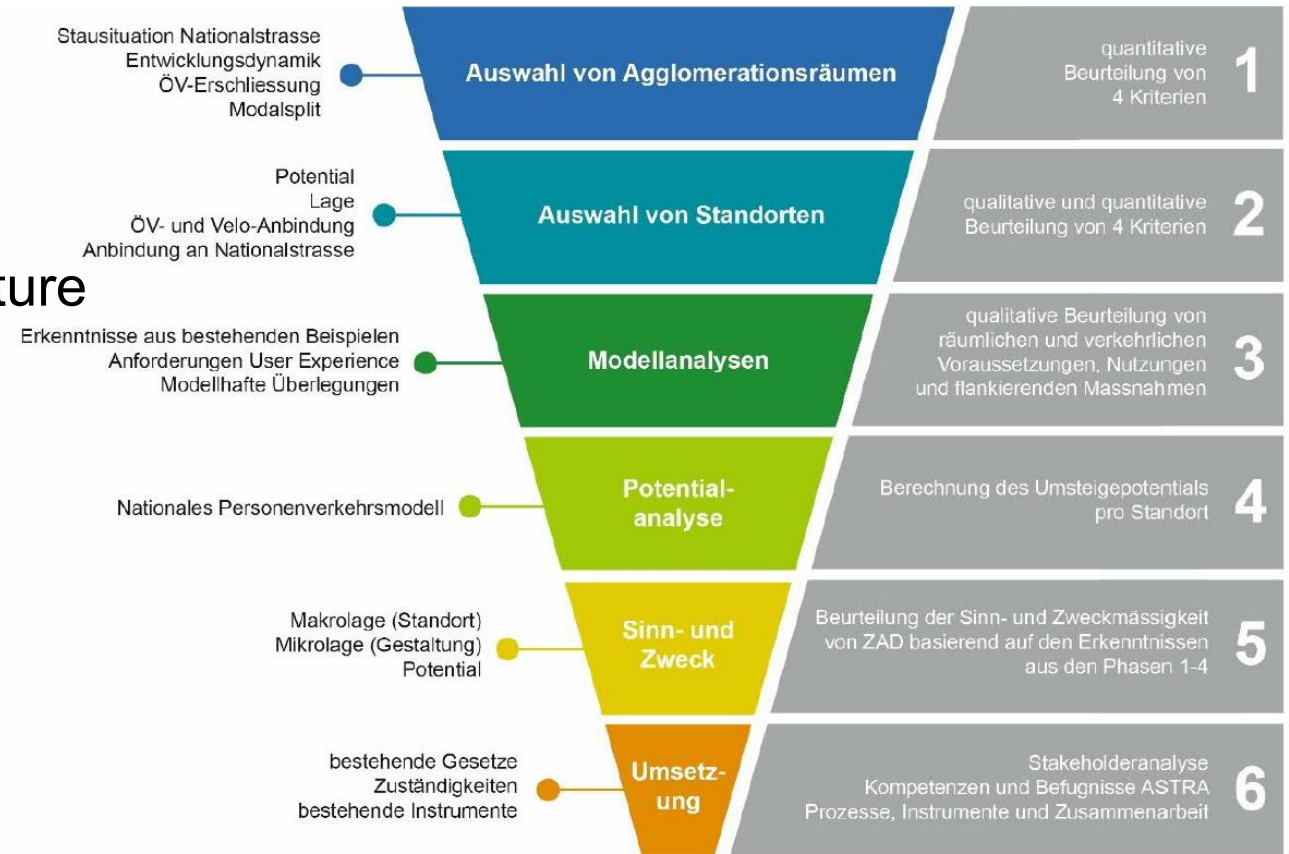 Stausituation Nationalstrasse
Entwicklungsdynamik
ÖV-Erschliessung
Modalsplit
Auswahl von Agglomerationsräumen
quantitative
Beurteilung von
4 Kriterien
1
Potential
Lage
ÖV- und Velo-Anbindung
Anbindung an Nationalstrasse
Auswahl von Standorten
qualitative und quantitative
Beurteilung von 4 Kriterien
2
ture
Erkenntnisse aus bestehenden Beispielen
Anforderungen User Experience
Modellhafte Überlegungen
Modellanalysen
qualitative Beurteilung von
räumlichen und verkehrlichen
Voraussetzungen, Nutzungen
und flankierenden Massnahmen
3
Nationales Personenverkehrsmodell
Potential-
analyse
Berechnung des Umsteigepotentials
pro Standort
4
Makrolage (Standort)
Mikrolage (Gestaltung)
Potential
Sinn- und
Zweck
Beurteilung der Sinn- und Zweckmässigkeit
von ZAD basierend auf den Erkenntnissen
aus den Phasen 1-4
5
bestehende Gesetze
Zuständigkeiten
bestehende Instrumente
Umsetz-
ung
Stakeholderanalyse
Kompetenzen und Befugnisse ASTRA
Prozesse, Instrumente und Zusammenarbeit
6